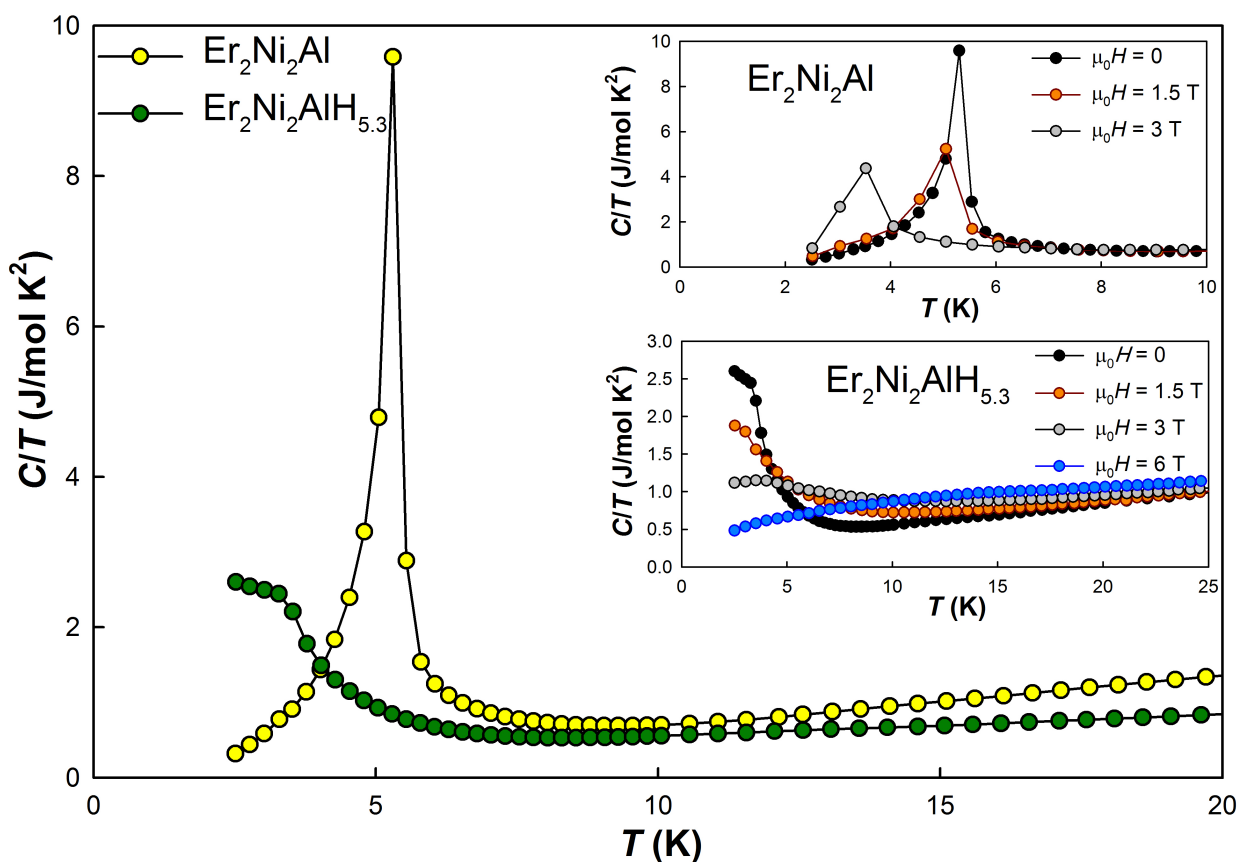 10
8
6
4
2
0
C/T (J/mol K²)
Er₂Ni₂Al
Er₂Ni₂AlH₅.₃
0
5
10
15
20
T (K)
10
8
6
4
2
0
C/T (J/mol K²)
Er₂Ni₂Al
μ₀H = 0
μ₀H = 1.5 T
μ₀H = 3 T
0
2
4
6
8
10
T (K)
3.0
2.5
2.0
1.5
1.0
0.5
0.0
C/T (J/mol K²)
Er₂Ni₂AlH₅.₃
μ₀H = 0
μ₀H = 1.5 T
μ₀H = 3 T
μ₀H = 6 T
0
5
10
15
20
25
T (K)